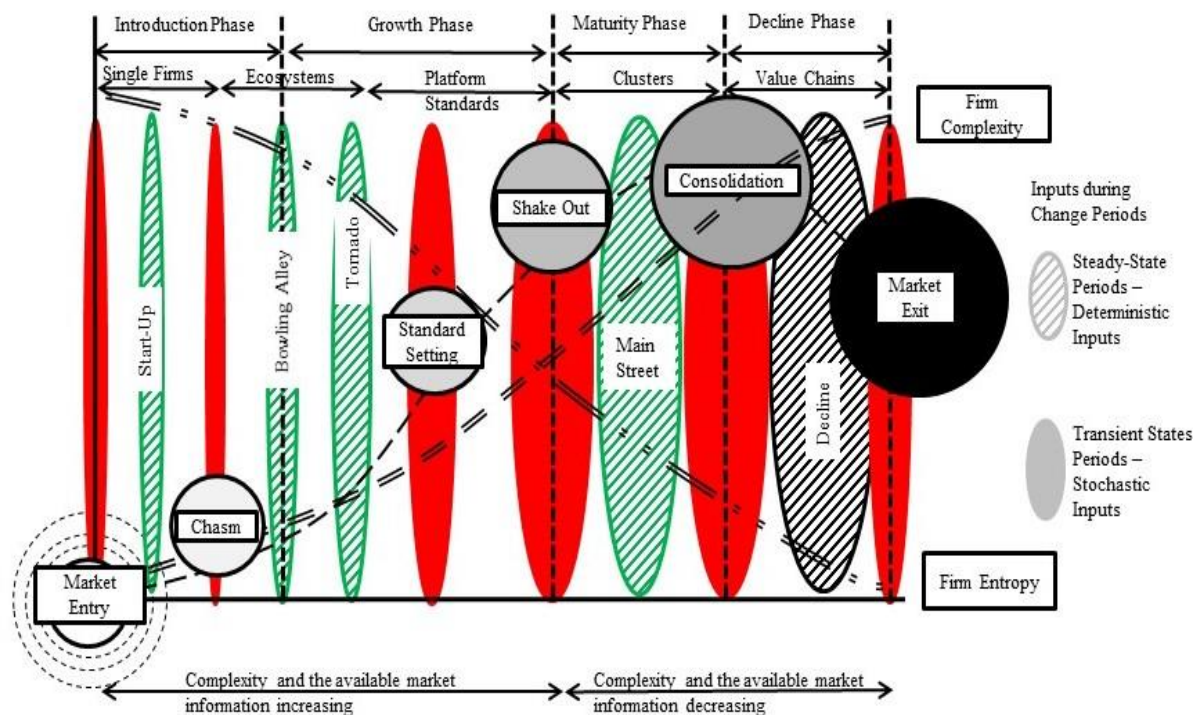 Introduction Phase
Growth Phase
Maturity Phase
Decline Phase
Single Firms
Ecosystems
Platform
Standards
Clusters
Value Chains
Firm
Complexity
Inputs during
Change Periods
Steady-State
Periods –
Deterministic
Inputs
Transient States
Periods –
Stochastic
Inputs
Firm Entropy
Start-Up
Bowling Alley
Tornado
Shake Out
Consolidation
Standard
Setting
Main
Street
Decline
Market
Exit
Chasm
Market
Entry
Complexity and the available market
information increasing
Complexity and the available market
information decreasing